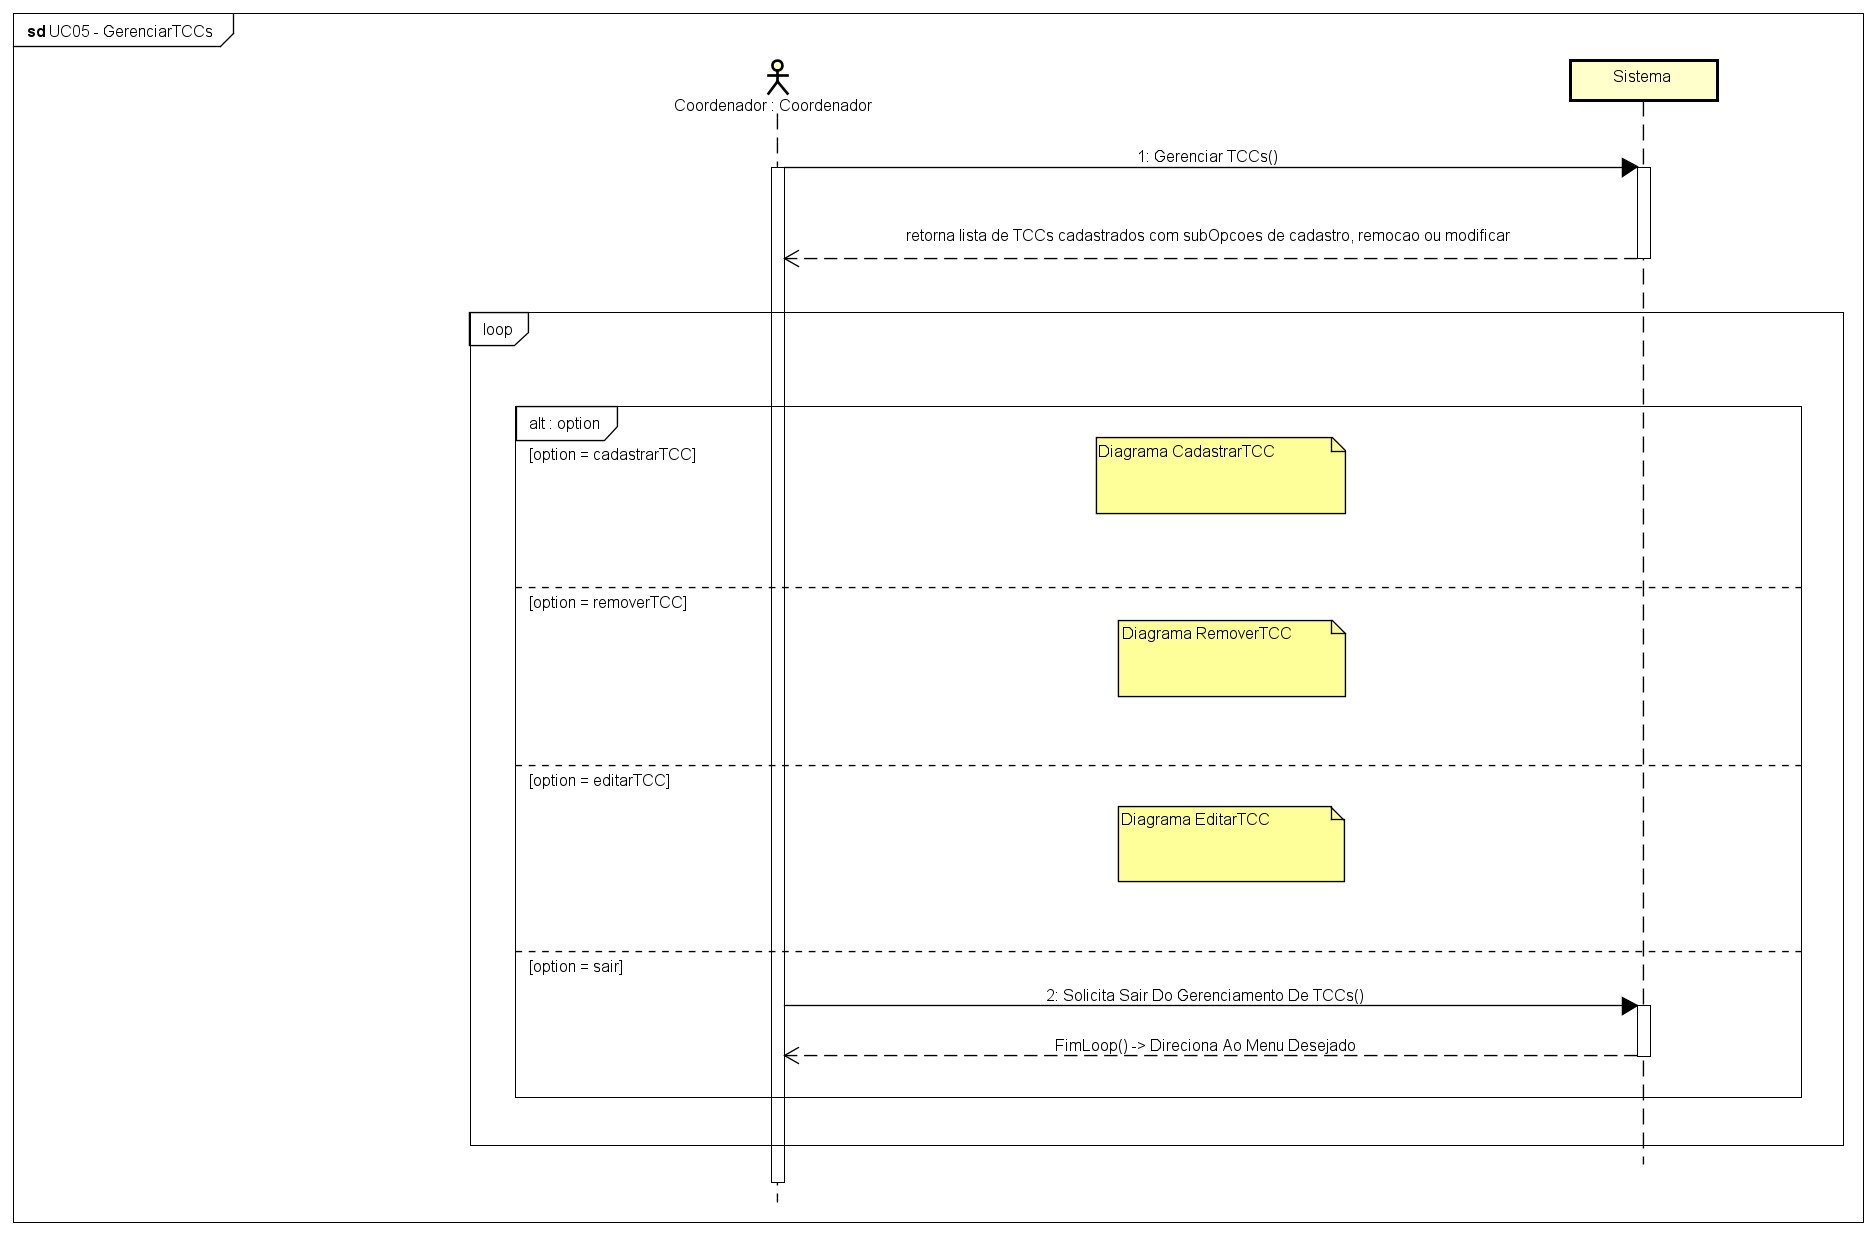 sd UC05 - GerenciarTCCs
Coordenador : Coordenador
Sistema
1: Gerenciar TCCs()
retorna lista de TCCs cadastrados com subOpcoes de cadastro, remocao ou modificar
loop
alt : option
[option = cadastrarTCC]
Diagrama CadastrarTCC
[option = removerTCC]
Diagrama RemoverTCC
[option = editarTCC]
Diagrama EditarTCC
[option = sair]
2: Solicita Sair Do Gerenciamento De TCCs()
FimLoop() -> Direciona Ao Menu Desejado